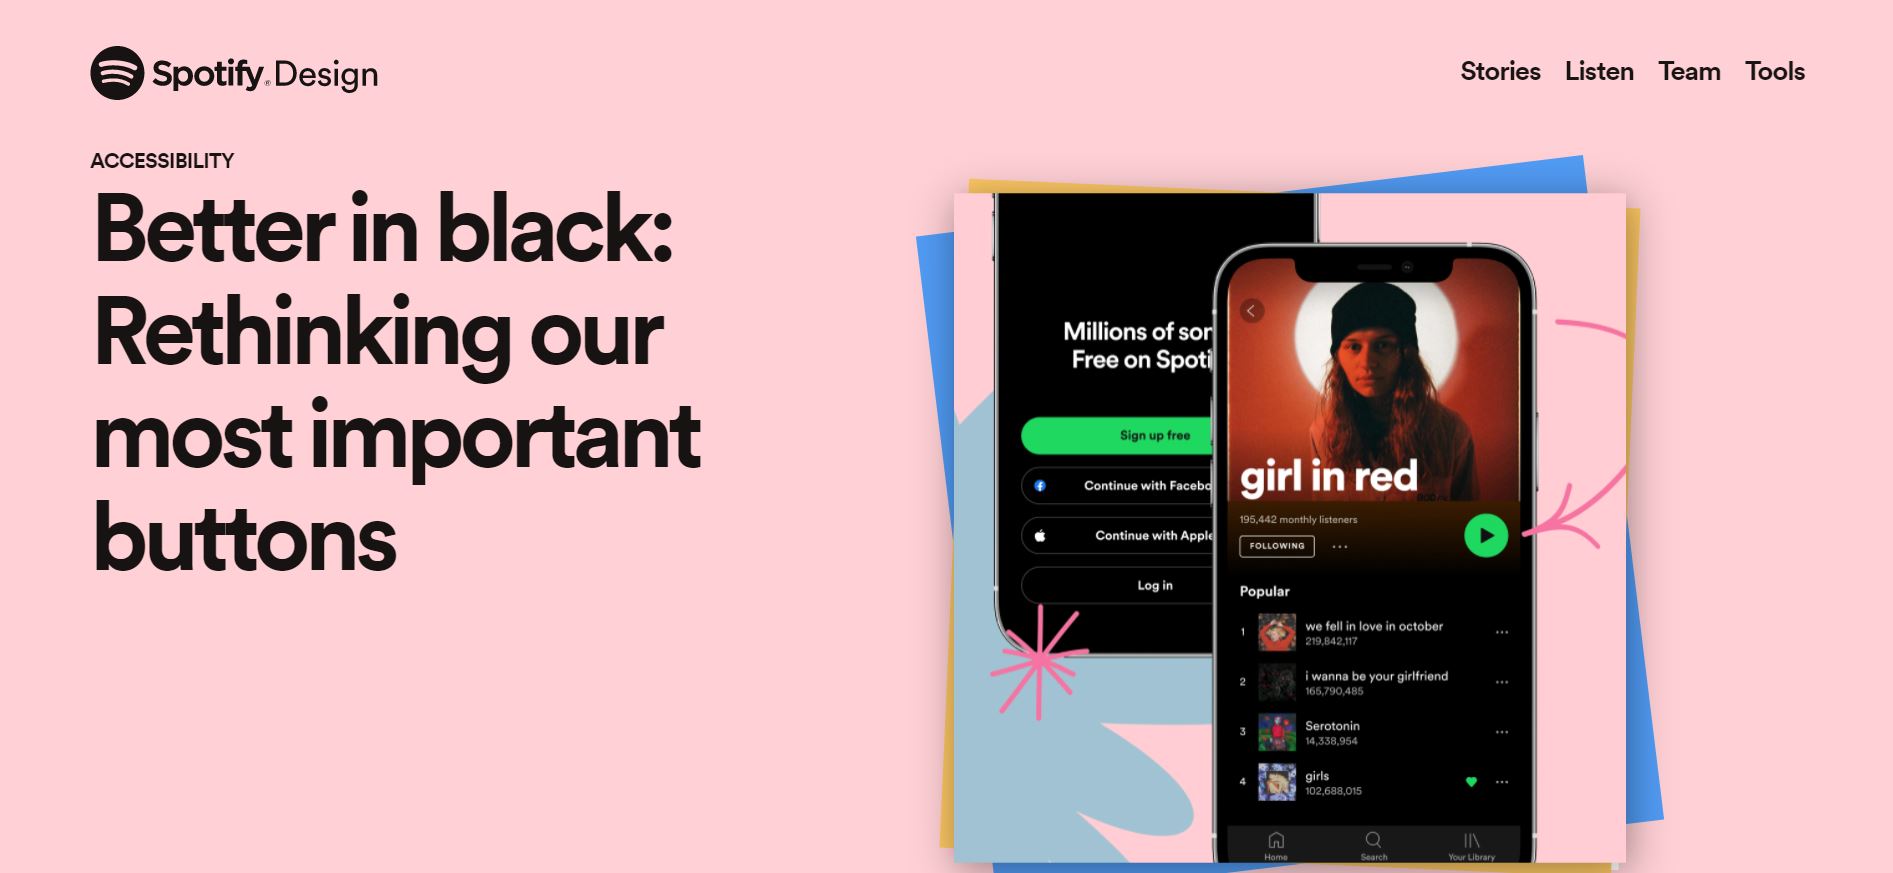 Spotify® Design
Stories Listen Team Tools
ACCESSIBILITY
Better in black:
Rethinking our
most important
buttons
Millions of son
Free on Spoti
Sign up free
Continue with Facebo
Continue with Apple
Log in
girl in red
195,442 monthly listeners
FOLLOWING
Popular
1 we fell in love in october
219,842,117
2 i wanna be your girlfriend
165,790,485
3 Serotonin
14,338,954
4 girls
102,688,015
Home Search Your Library